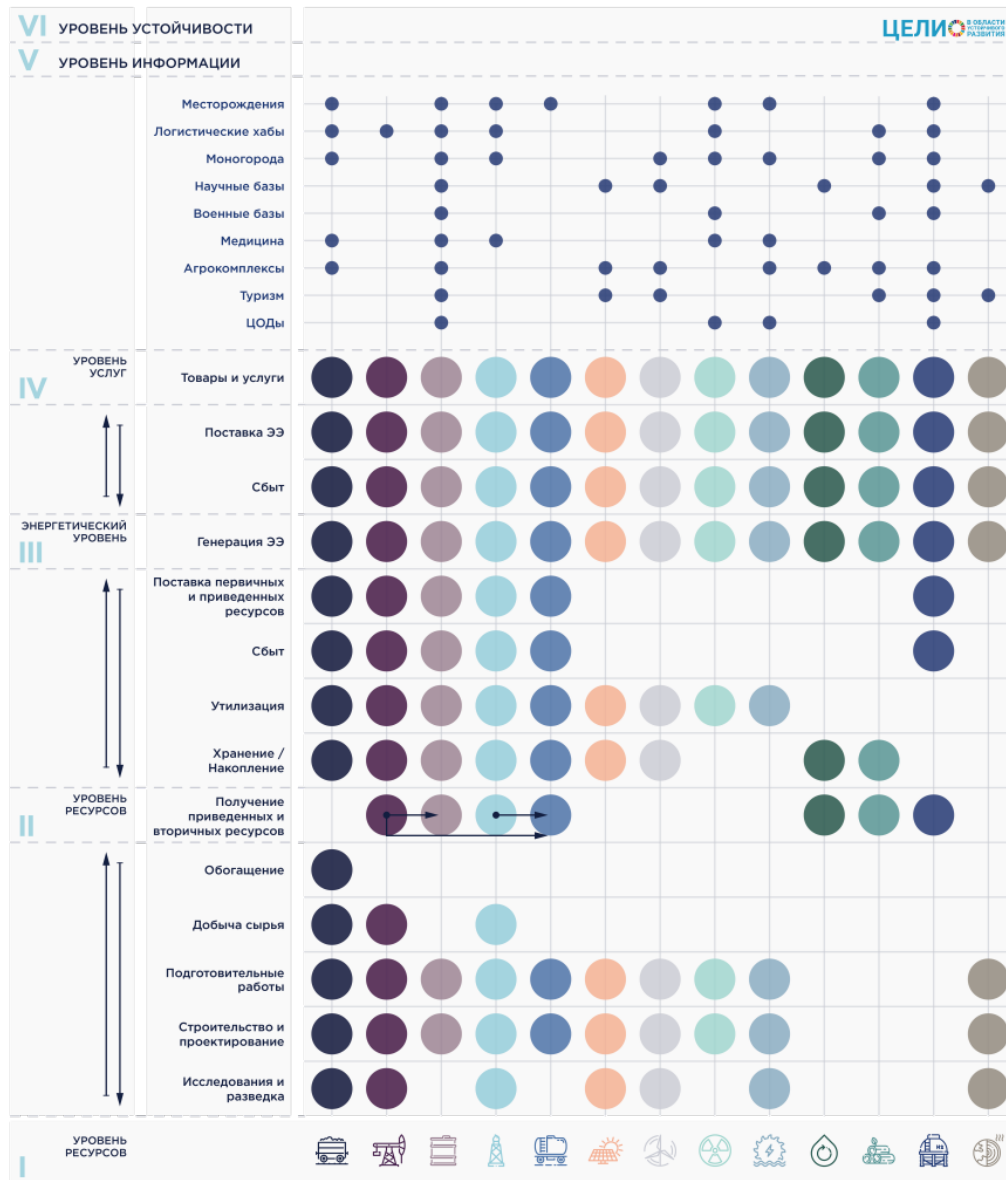 VI УРОВЕНЬ УСТОЙЧИВОСТИ
ЦЕЛИ В ОБЛАСТИ
УСТОЙЧИВОГО
РАЗВИТИЯ
V УРОВЕНЬ ИНФОРМАЦИИ
Месторождения
Логистические хабы
Моногорода
Научные базы
Военные базы
Медицина
Агрокомплексы
Туризм
ЦОДы
УРОВЕНЬ
УСЛУГ
IV
Товары и услуги
Поставка ЭЭ
Сбыт
ЭНЕРГЕТИЧЕСКИЙ
УРОВЕНЬ
III
Генерация ЭЭ
Поставка первичных
и приведенных
ресурсов
Сбыт
Утилизация
Хранение /
Накопление
УРОВЕНЬ
РЕСУРСОВ
II
Получение
приведенных и
вторичных ресурсов
Обогащение
Добыча сырья
Подготовительные
работы
Строительство и
проектирование
Исследования и
разведка
УРОВЕНЬ
РЕСУРСОВ
I